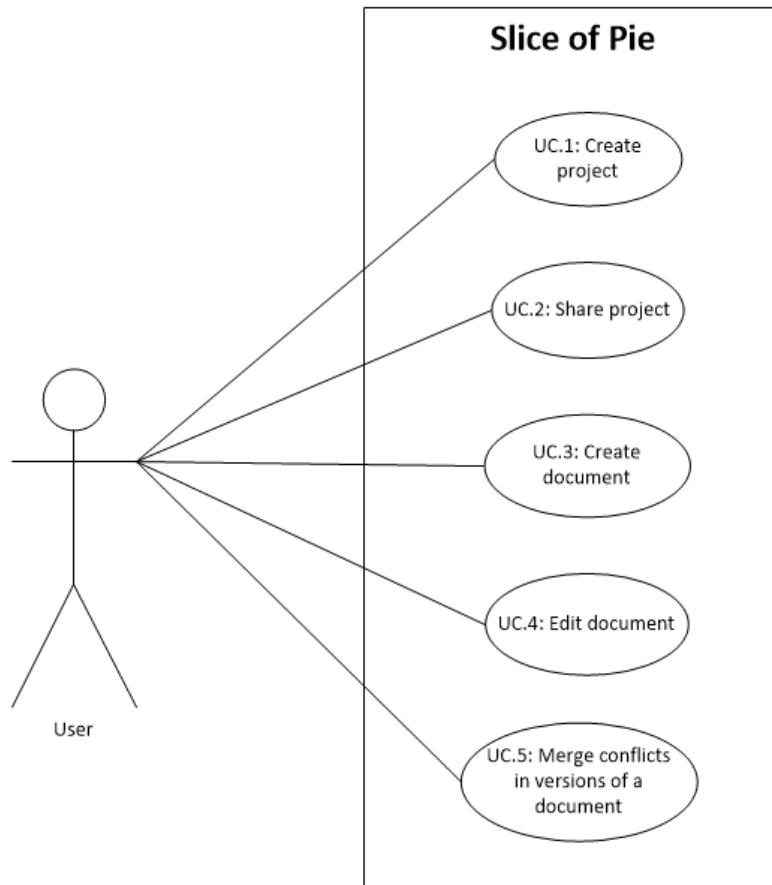 Slice of Pie
UC.1: Create
project
UC.2: Share project
UC.3: Create
document
UC.4: Edit document
User
UC.5: Merge conflicts
in versions of a
document